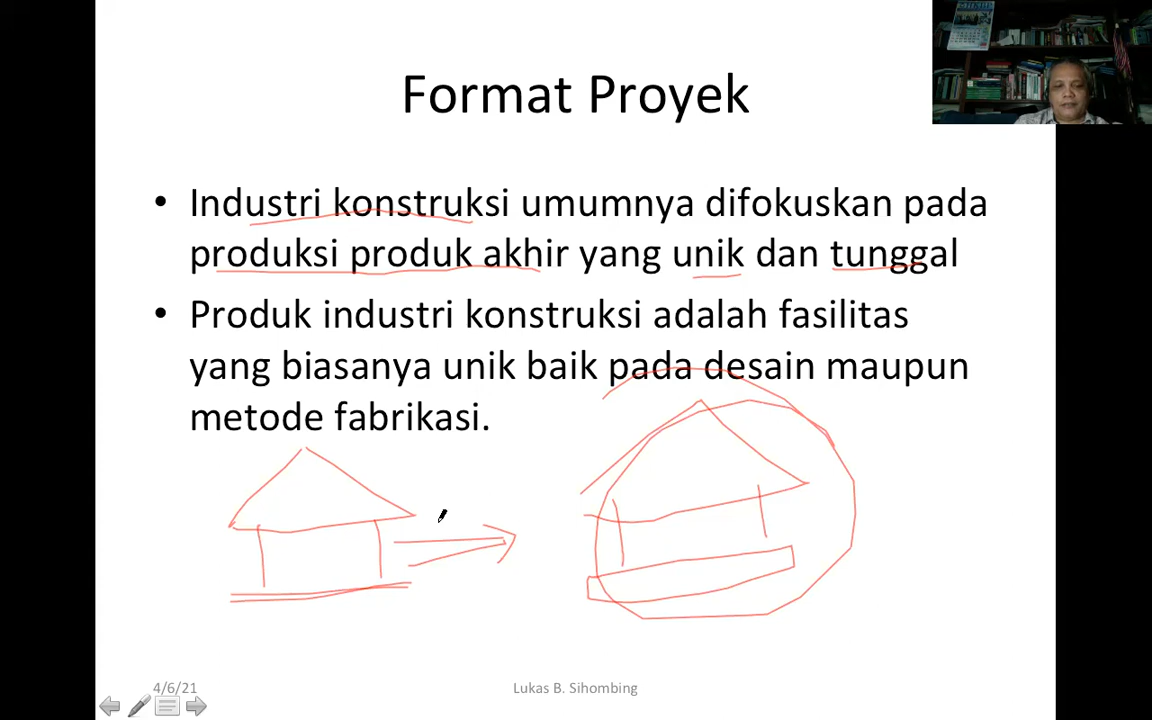 Format Proyek
• Industri konstruksi umumnya difokuskan pada
produksi produk akhir yang unik dan tunggal
• Produk industri konstruksi adalah fasilitas
yang biasanya unik baik pada desain maupun
metode fabrikasi.
4/6/21
Lukas B. Sihombing